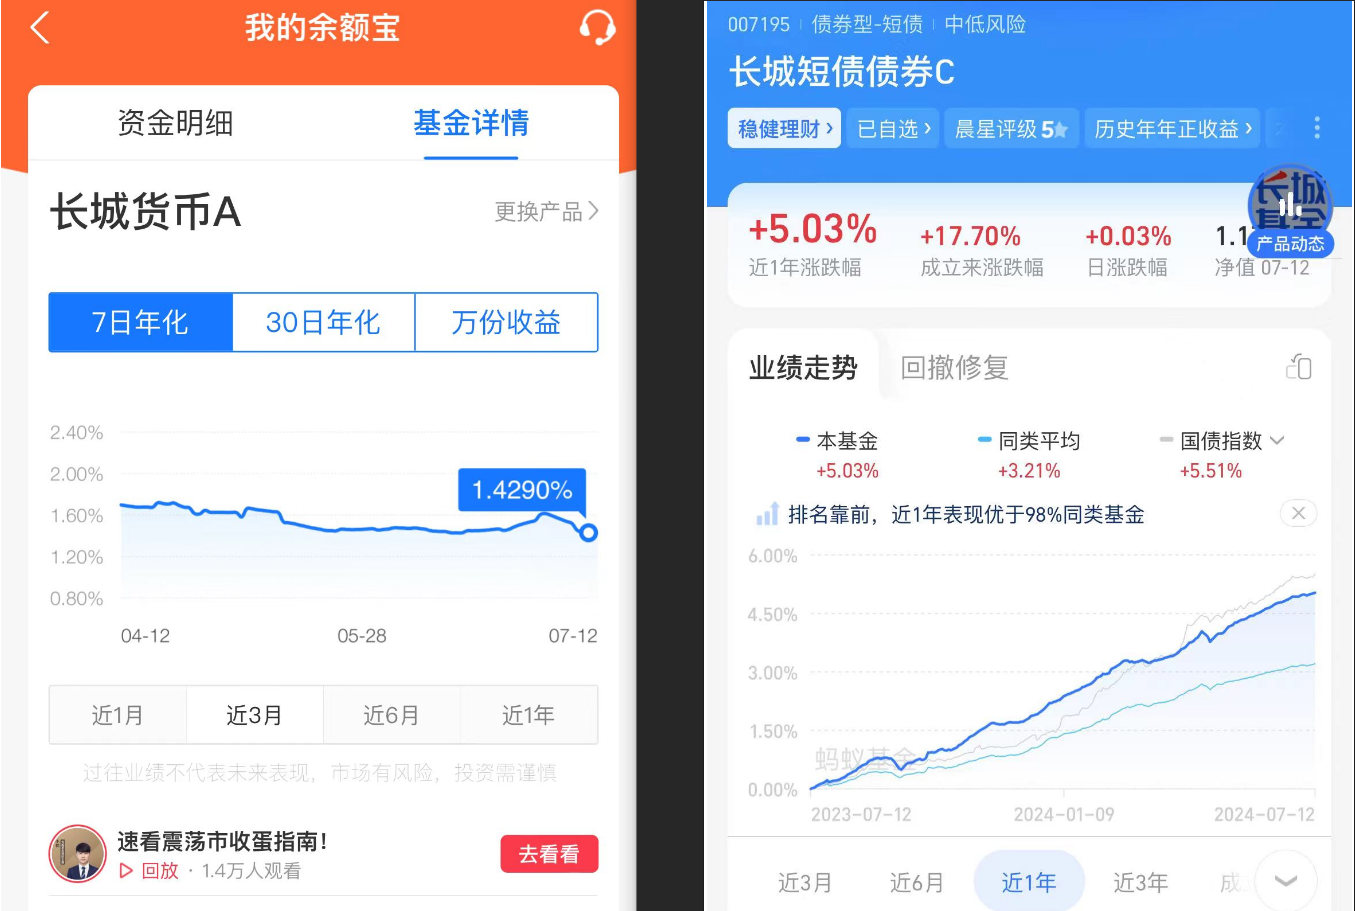 我的余额宝
资金明细 基金详情
长城货币A 更换产品
7日年化 30日年化 万份收益
2.40%
2.00%
1.4290%
1.60%
1.20%
0.80%
04-12 05-28 07-12
近1月 近3月 近6月 近1年
过往业绩不代表未来表现，市场有风险，投资需谨慎
速看震荡市收蛋指南!
回放 · 1.4万人观看
去看看
007195 债券型-短债 中低风险
长城短债债券C
稳健理财 已自选 晨星评级5 历史年年正收益
长城基金
+5.03% +17.70% +0.03% 1.1
产品动态
近1年涨跌幅 成立来涨跌幅 日涨跌幅 净值 07-12
业绩走势 回撤修复
本基金 同类平均 国债指数
+5.03% +3.21% +5.51%
排名靠前，近1年表现优于98%同类基金
6.00%
4.50%
3.00%
1.50%
蚂蚁基金
0.00%
2023-07-12 2024-01-09 2024-07-12
近3月 近6月 近1年 近3年 成